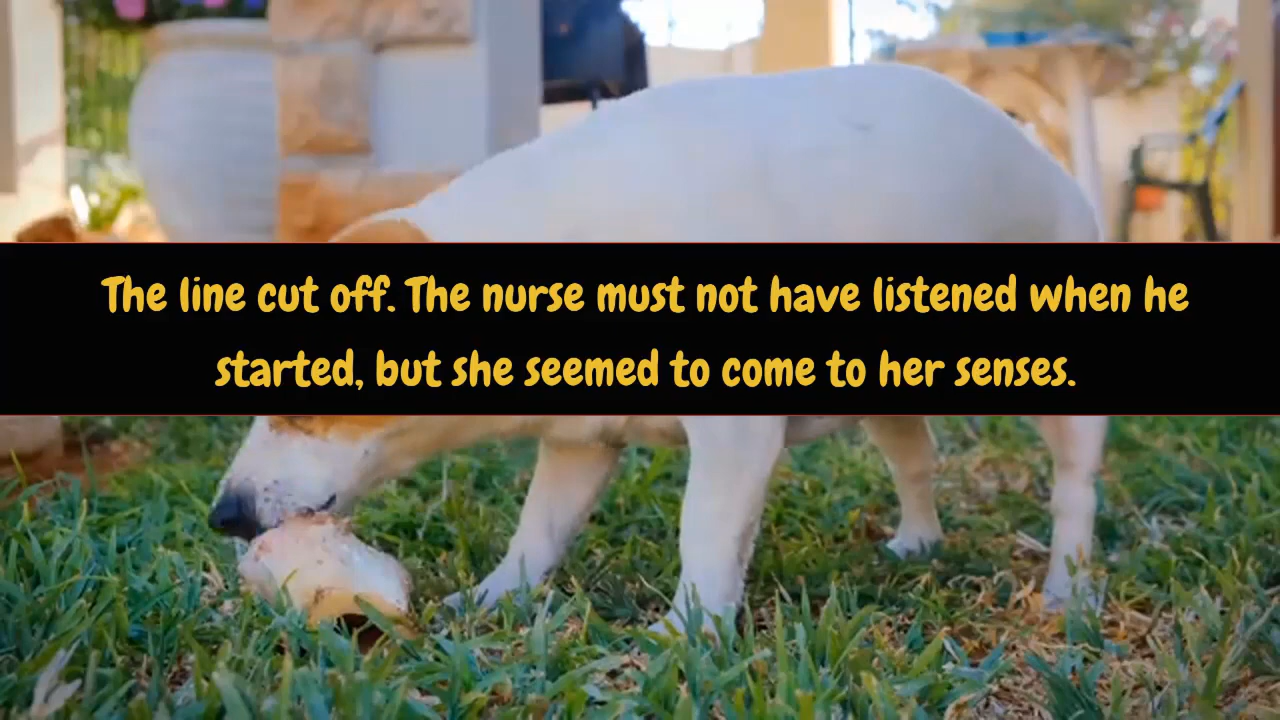 The line cut off. The nurse must not have listened when he
started, but she seemed to come to her senses.